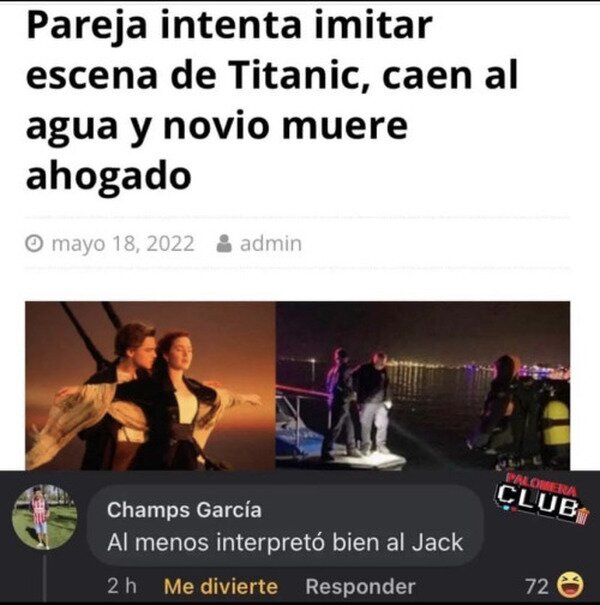 Pareja intenta imitar
escena de Titanic, caen al
agua y novio muere
ahogado
mayo 18, 2022 admin
PALOMERA
CLUB
Champs García
Al menos interpretó bien al Jack
2 h Me divierte Responder 72